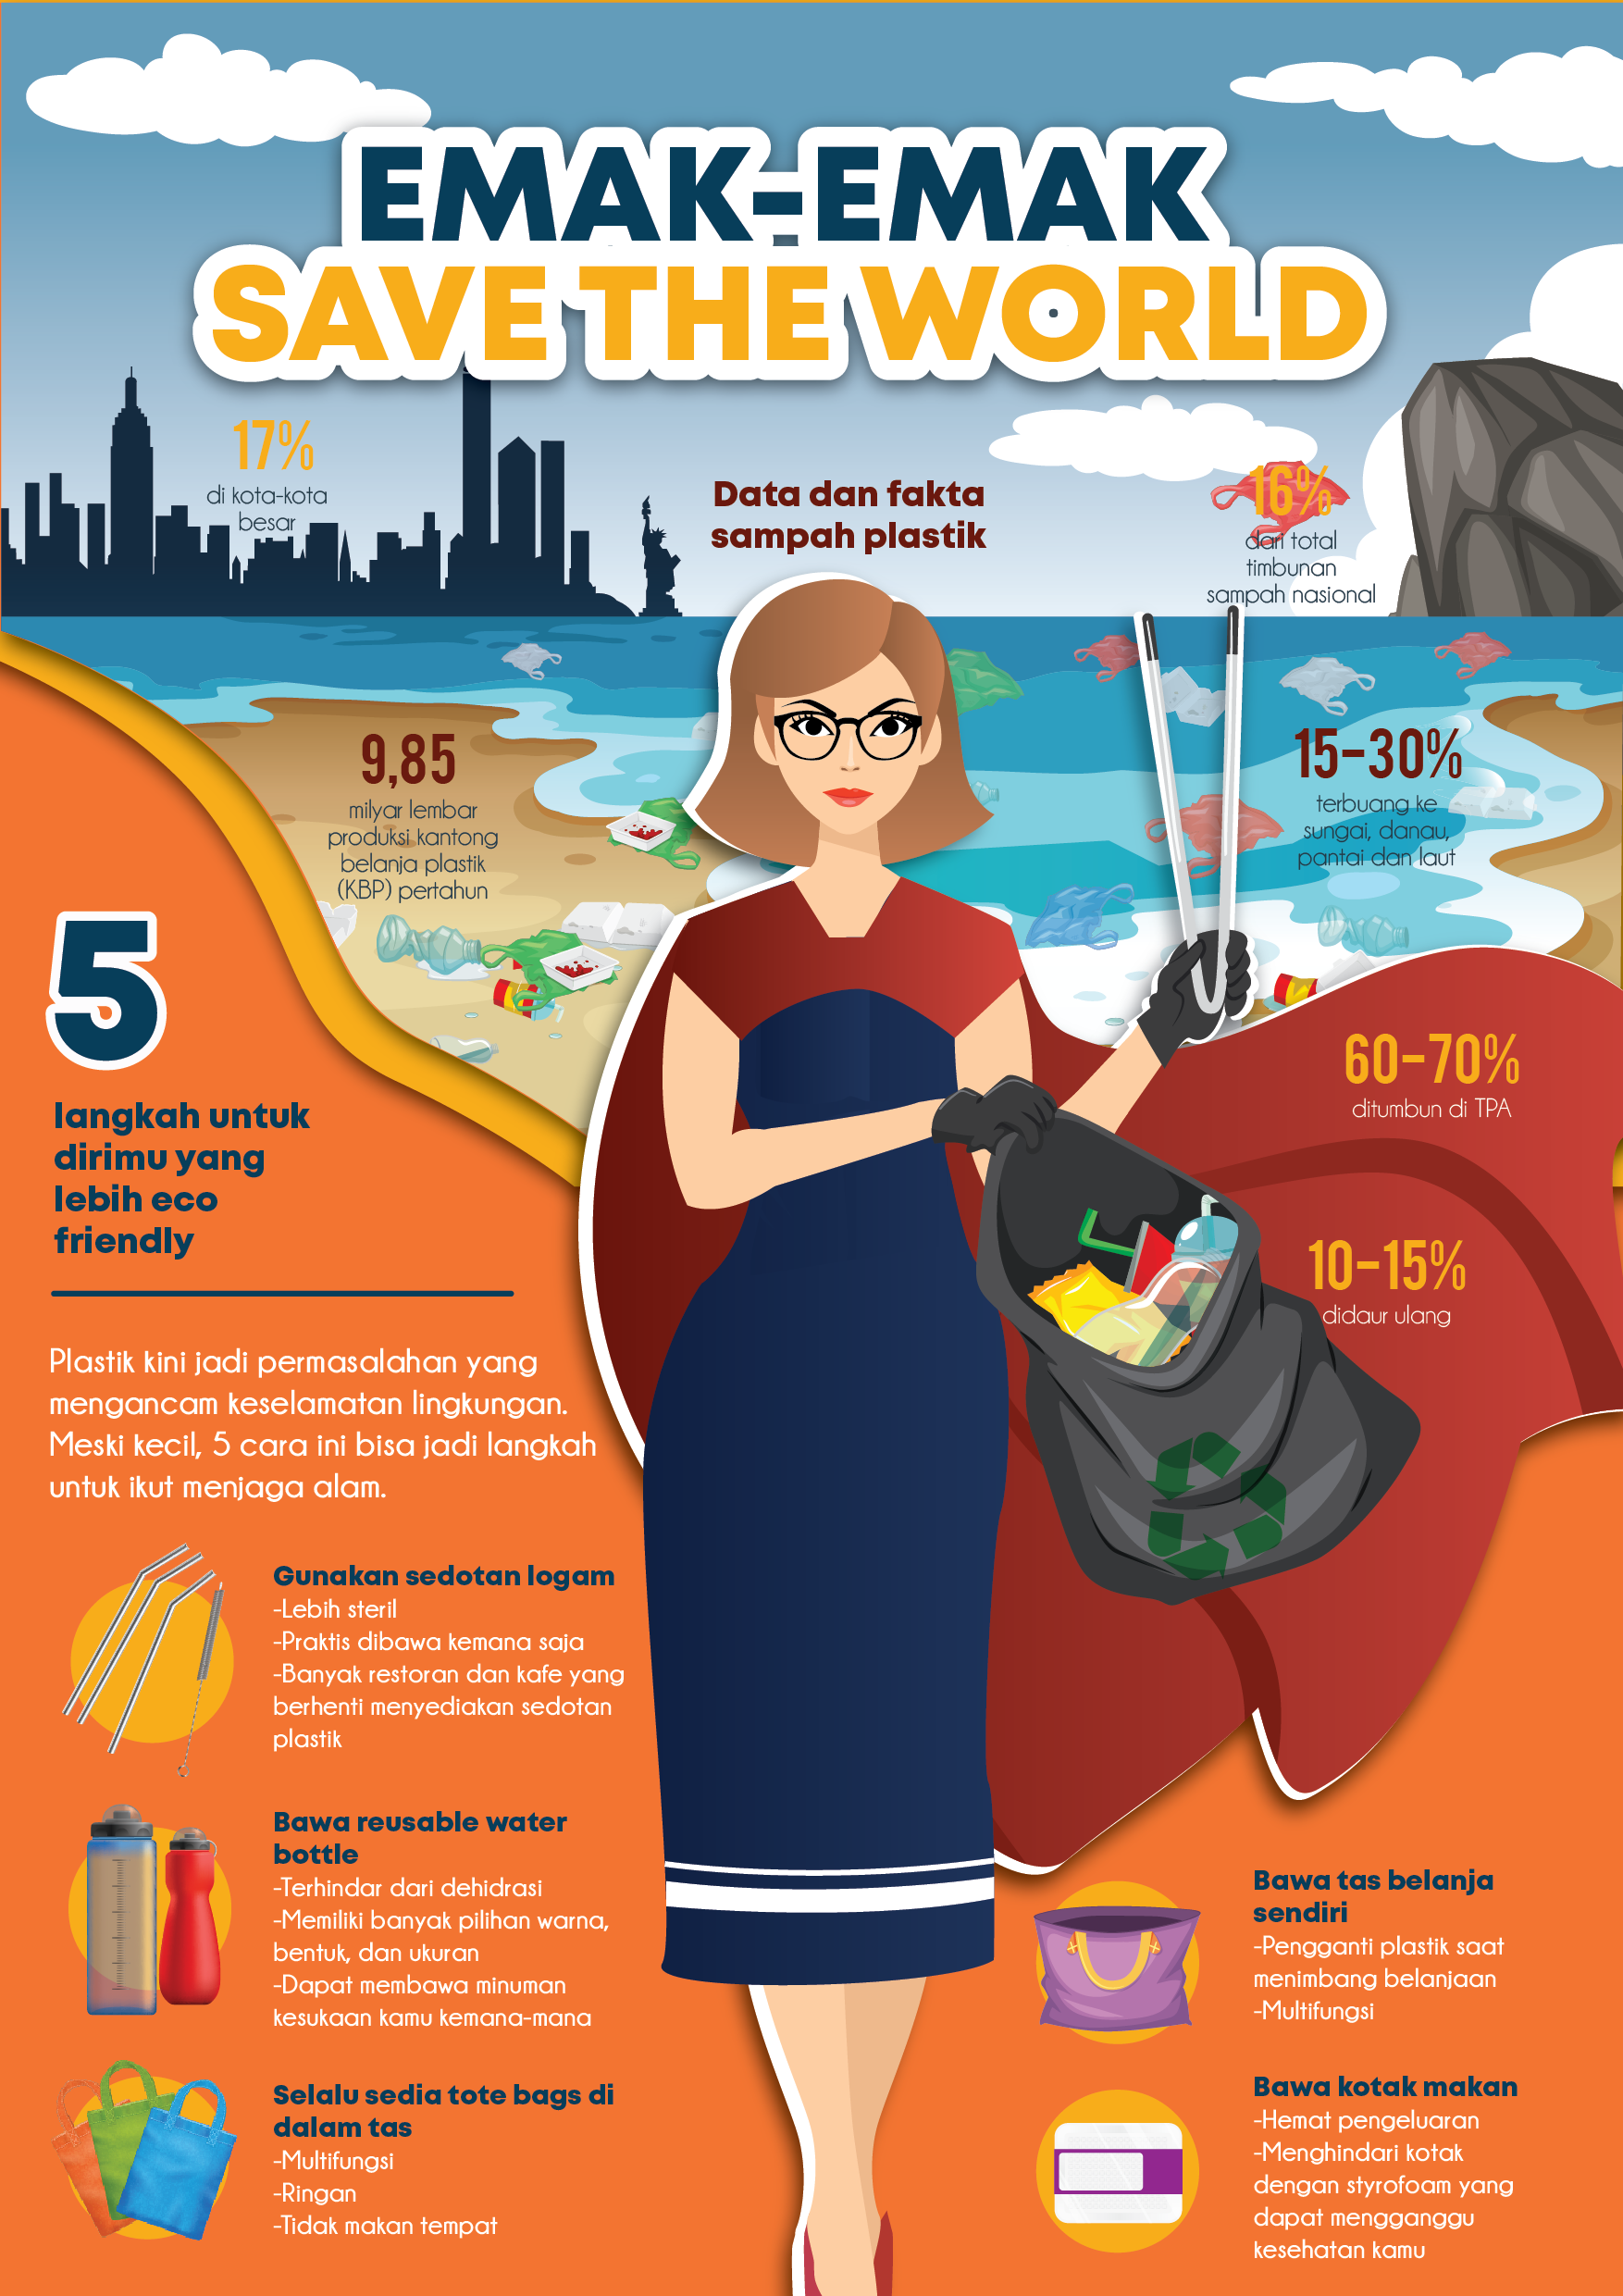 EMAK-EMAK
SAVE THE WORLD
17%
di kota-kota
besar
Data dan fakta
sampah plastik
16%
dari total
timbunan
sampah nasional
9,85
milyar lembar
produksi kantong
belanja plastik
(KBP) pertahun
15-30%
terbuang ke
sungai, danau,
pantai dan laut
60-70%
ditumbun di TPA
10-15%
didaur ulang
5
langkah untuk
dirimu yang
lebih eco
friendly
Plastik kini jadi permasalahan yang
mengancam keselamatan lingkungan.
Meski kecil, 5 cara ini bisa jadi langkah
untuk ikut menjaga alam.
Gunakan sedotan logam
-Lebih steril
-Praktis dibawa kemana saja
-Banyak restoran dan kafe yang
berhenti menyediakan sedotan
plastik
Bawa reusable water
bottle
-Terhindar dari dehidrasi
-Memiliki banyak pilihan warna,
bentuk, dan ukuran
-Dapat membawa minuman
kesukaan kamu kemana-mana
Selalu sedia tote bags di
dalam tas
-Multifungsi
-Ringan
-Tidak makan tempat
Bawa tas belanja
sendiri
-Pengganti plastik saat
menimbang belanjaan
-Multifungsi
Bawa kotak makan
-Hemat pengeluaran
-Menghindari kotak
dengan styrofoam yang
dapat mengganggu
kesehatan kamu